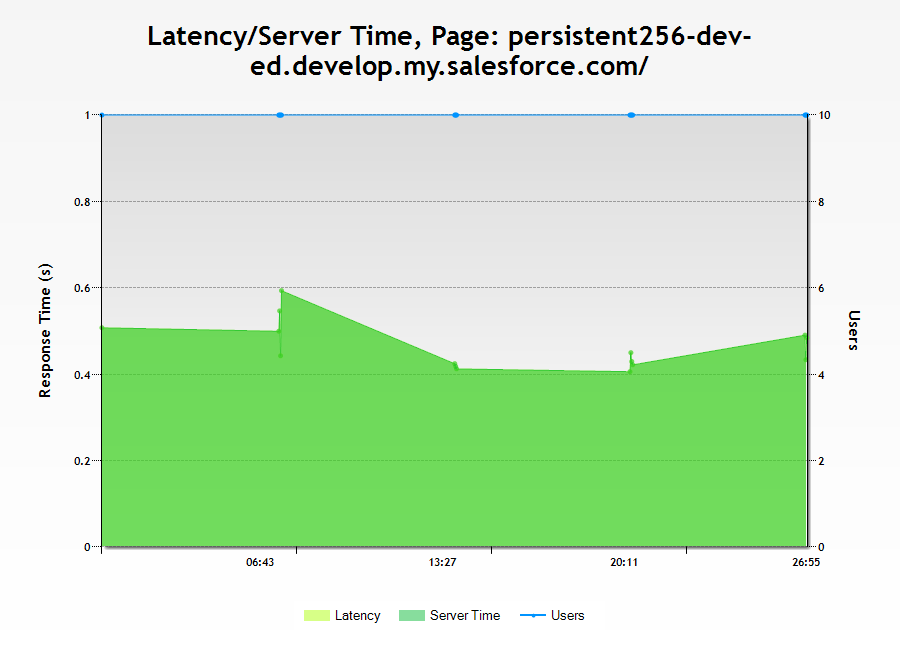 Latency/Server Time, Page: persistent256-dev-
ed.develop.my.salesforce.com/
1
10
0.8
8
0.6
6
Response Time (s)
Users
0.4
4
0.2
2
0
0
06:43
13:27
20:11
26:55
Latency
Server Time
Users